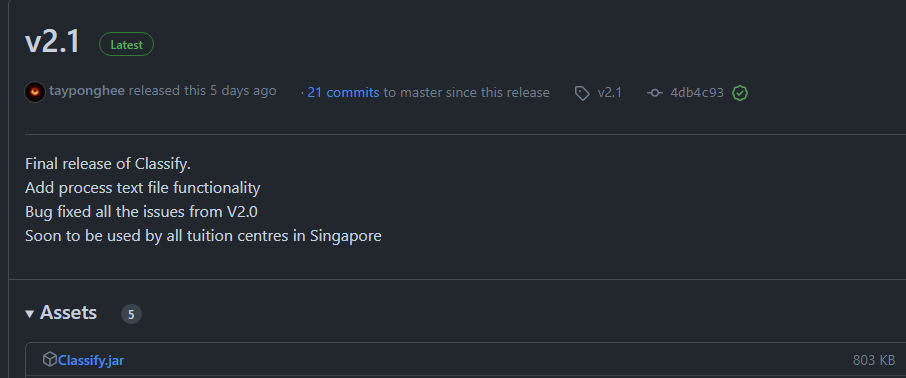 v2.1 Latest
tayponghee released this 5 days ago · 21 commits to master since this release v2.1 4db4c93
Final release of Classify.
Add process text file functionality
Bug fixed all the issues from V2.0
Soon to be used by all tuition centres in Singapore
▾ Assets 5
Classify.jar 803 KB